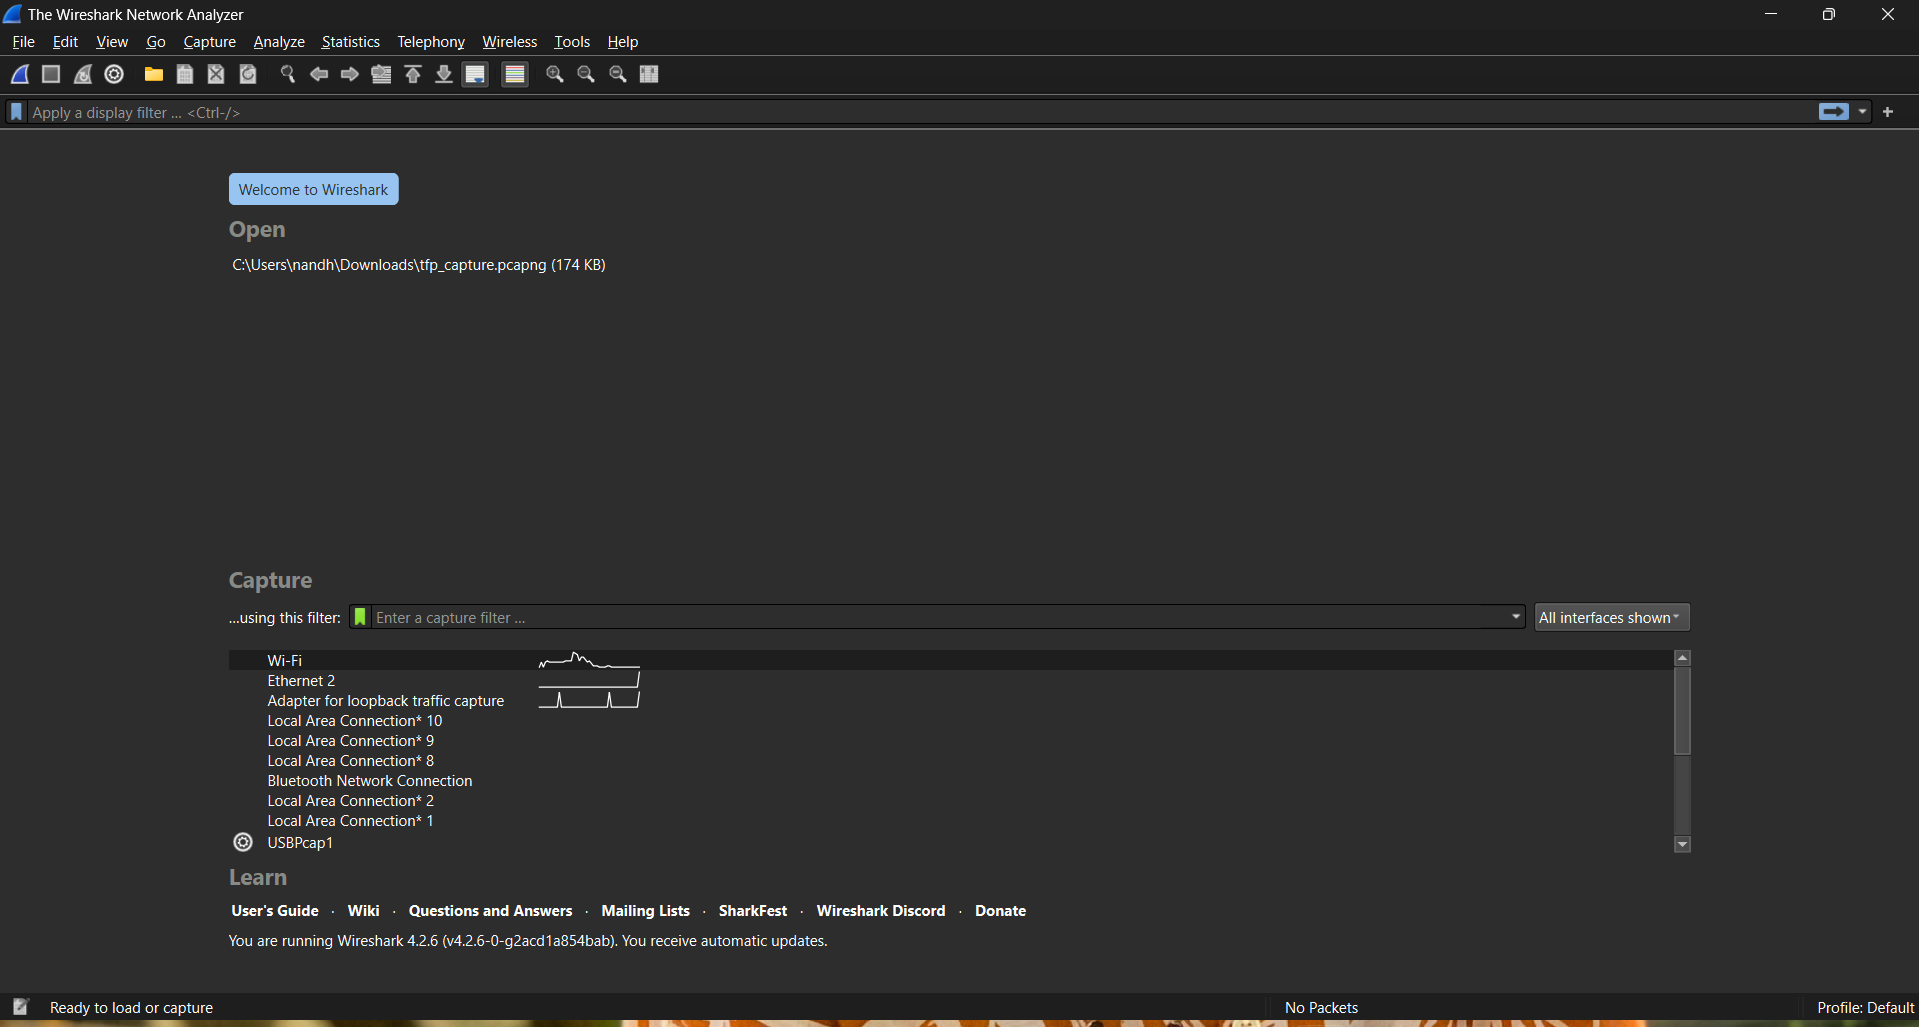 The Wireshark Network Analyzer
File Edit View Go Capture Analyze Statistics Telephony Wireless Tools Help
Apply a display filter ... <Ctrl-/>
Welcome to Wireshark
Open
C:\Users\nandh\Downloads\tfp_capture.pcapng (174 KB)
Capture
...using this filter: Enter a capture filter ... All interfaces shown
Wi-Fi
Ethernet 2
Adapter for loopback traffic capture
Local Area Connection* 10
Local Area Connection* 9
Local Area Connection* 8
Bluetooth Network Connection
Local Area Connection* 2
Local Area Connection* 1
USBPcap1
Learn
User's Guide · Wiki · Questions and Answers · Mailing Lists · SharkFest · Wireshark Discord · Donate
You are running Wireshark 4.2.6 (v4.2.6-0-g2acd1a854bab). You receive automatic updates.
Ready to load or capture No Packets Profile: Default